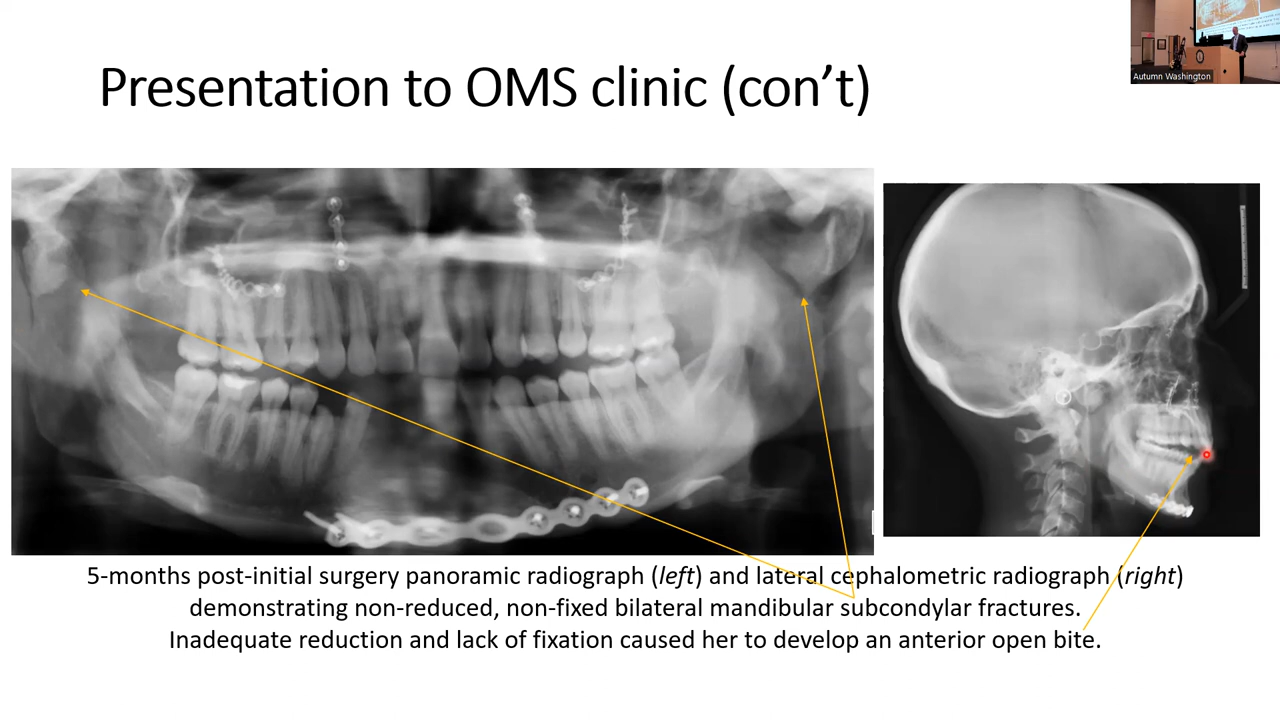 Presentation to OMS clinic (con’t)
Autumn Washington
5-months post-initial surgery panoramic radiograph (left) and lateral cephalometric radiograph (right)
demonstrating non-reduced, non-fixed bilateral mandibular subcondylar fractures.
Inadequate reduction and lack of fixation caused her to develop an anterior open bite.